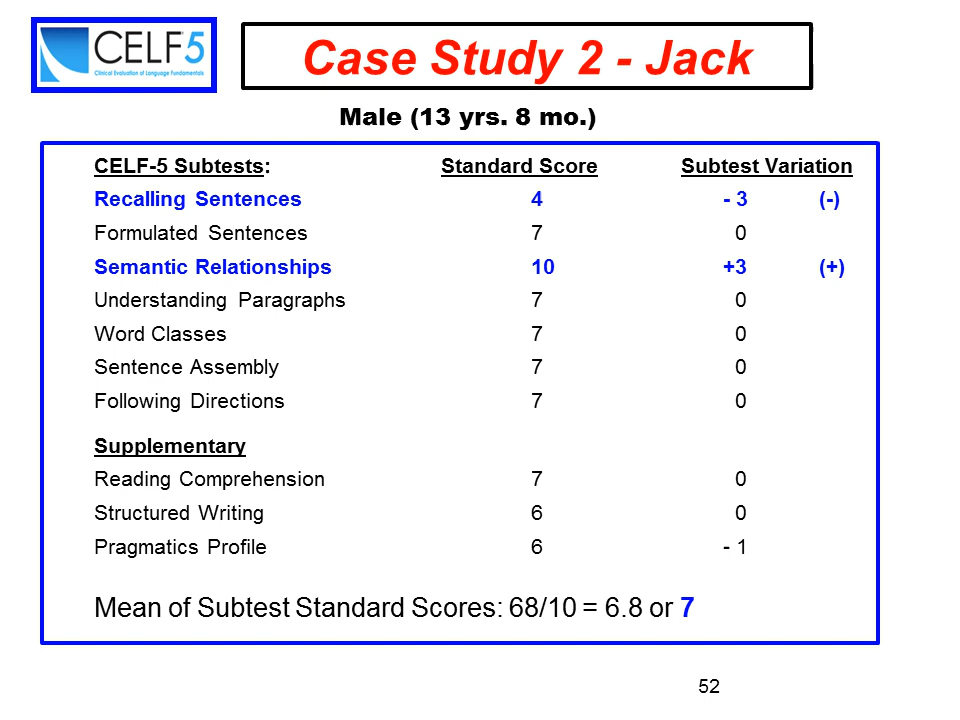 CELF 5
Clinical Evaluation of Language Fundamentals
Case Study 2 - Jack
Male (13 yrs. 8 mo.)
CELF-5 Subtests: Standard Score Subtest Variation
Recalling Sentences 4 - 3 (-)
Formulated Sentences 7 0
Semantic Relationships 10 +3 (+)
Understanding Paragraphs 7 0
Word Classes 7 0
Sentence Assembly 7 0
Following Directions 7 0
Supplementary
Reading Comprehension 7 0
Structured Writing 6 0
Pragmatics Profile 6 - 1
Mean of Subtest Standard Scores: 68/10 = 6.8 or 7
52